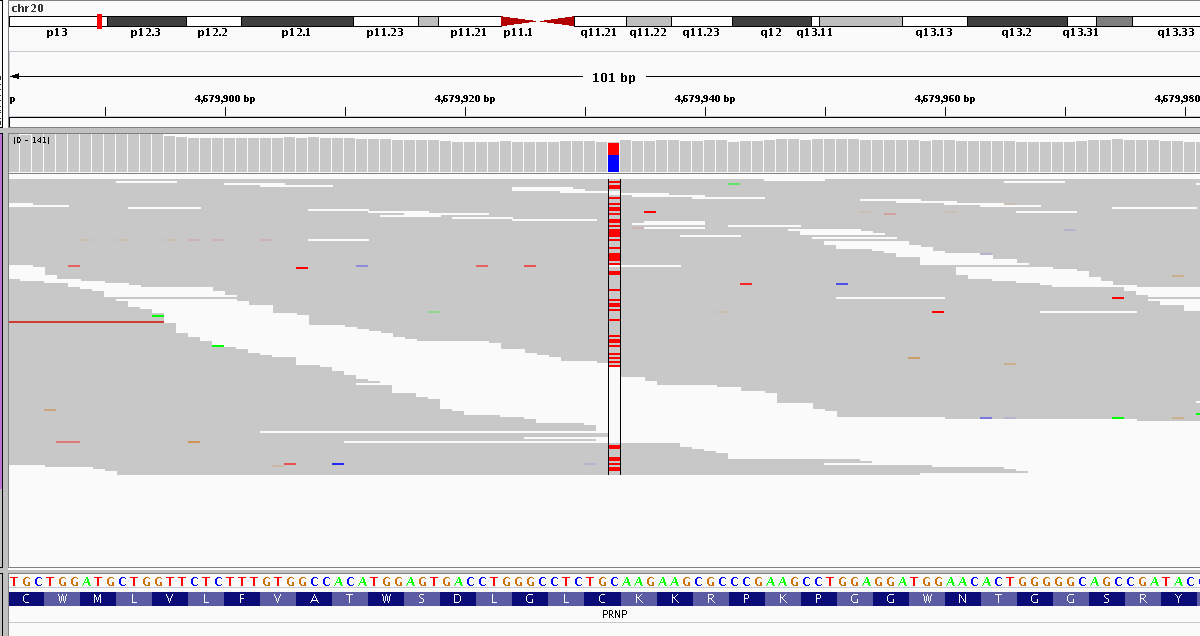 chr20
p13 p12.3 p12.2 p12.1 p11.23 p11.21 p11.1 q11.21 q11.22 q11.23 q12 q13.11 q13.13 q13.2 q13.31 q13.33
101 bp
p 4,679,900 bp 4,679,920 bp 4,679,940 bp 4,679,960 bp 4,679,980
[0 - 141]
TGCTGGATGCTGGTTCTCTTTGTGGCCACATGGAGTGACCTGGGCCTCTGCAAGAAGCGCCCGAAGCCTGGAGGATGGAACACTGGGGGCAGCCGATAC
C W M L V L F V A T W S D L G L C K K R P K P G G W N T G G S R Y
PRNP